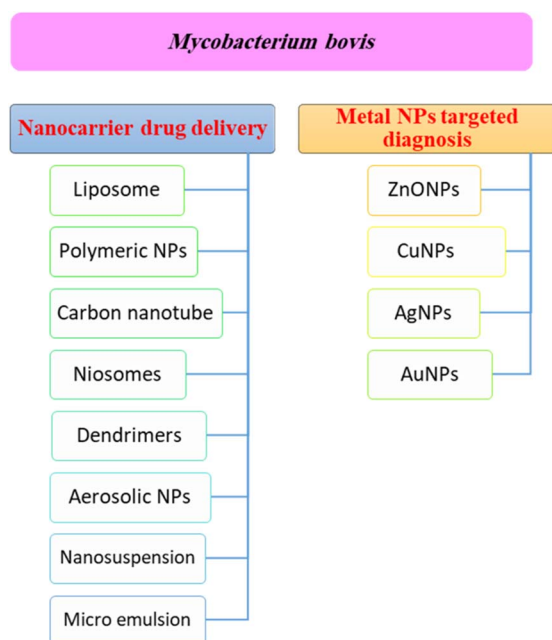 Mycobacterium bovis
Nanocarrier drug delivery
Liposome
Polymeric NPs
Carbon nanotube
Niosomes
Dendrimers
Aerosolic NPs
Nanosuspension
Micro emulsion
Metal NPs targeted
diagnosis
ZnONPs
CuNPs
AgNPs
AuNPs